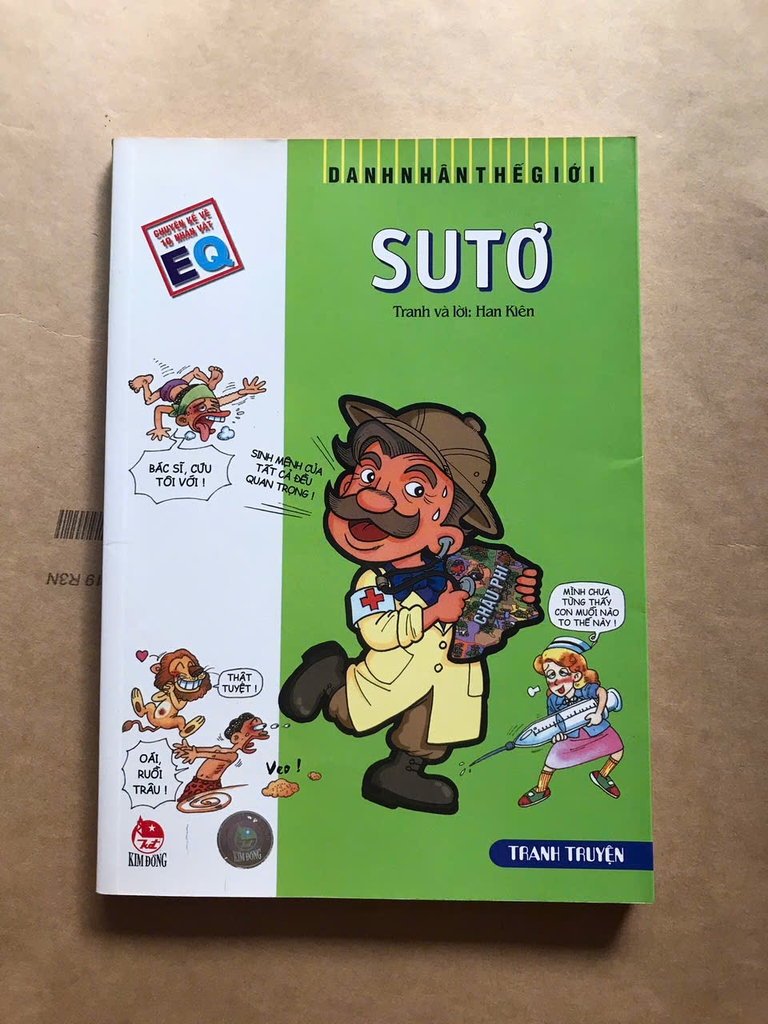 DANH NHÂN THẾ GIỚI
CHUYỆN KỂ VỀ
10 NHÂN VẬT
EQ
SUTƠ
Tranh và lời: Han Kiên
BÁC SĨ, CỨU
TÔI VỚI !
SINH MỆNH CỦA
TẤT CẢ ĐỀU
QUAN TRỌNG !
CHÂU PHI
MÌNH CHƯA
TỪNG THẤY
CON MUỖI NÀO
TO THẾ NÀY !
THẬT
TUYỆT !
OÁI,
RUỒI
TRÂU !
Veo !
KIM ĐỒNG
KIM ĐỒNG
TRANH TRUYỆN
19 R3N